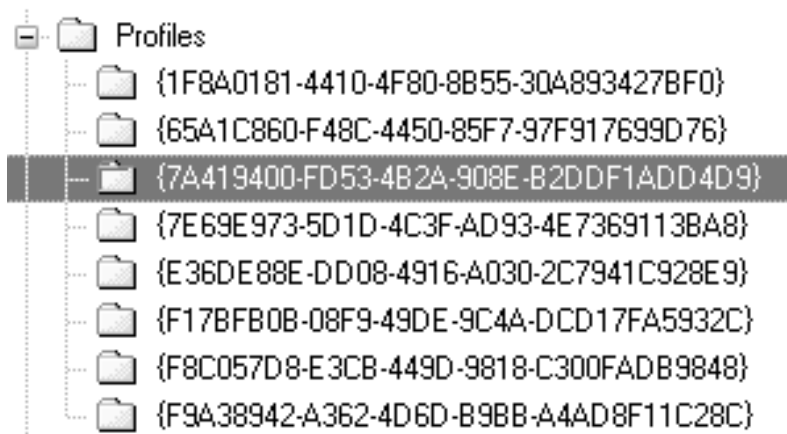 Profiles
{1F8A0181-4410-4F80-8B55-30A893427BF0}
{65A1C860-F48C-4450-85F7-97F917699D76}
{7A419400-FD53-4B2A-908E-B2DDF1ADD4D9}
{7E69E973-5D1D-4C3F-AD93-4E7369113BA8}
{E36DE88E-DD08-4916-A030-2C7941C928E9}
{F17BFB0B-08F9-49DE-9C4A-DCD17FA5932C}
{F8C057D8-E3CB-449D-9818-C300FADB9848}
{F9A38942-A362-4D6D-B9BB-A4AD8F11C28C}